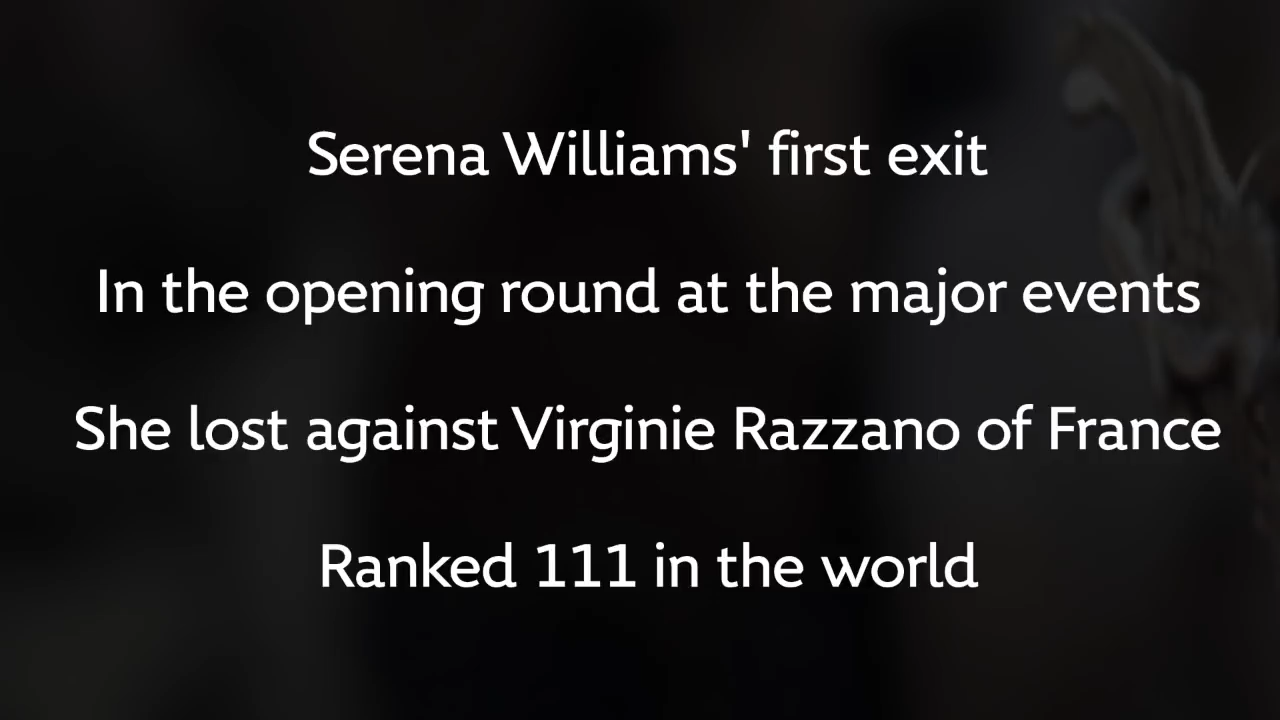 Serena Williams' first exit
In the opening round at the major events
She lost against Virginie Razzano of France
Ranked 111 in the world